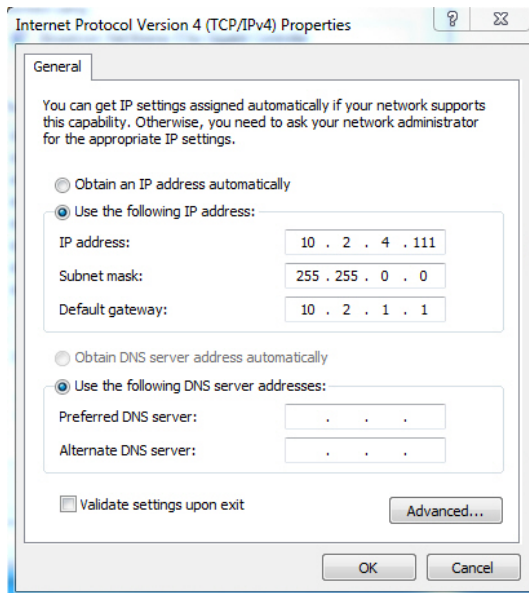 Internet Protocol Version 4 (TCP/IPv4) Properties
General
You can get IP settings assigned automatically if your network supports
this capability. Otherwise, you need to ask your network administrator
for the appropriate IP settings.
Obtain an IP address automatically
Use the following IP address:
IP address: 10 . 2 . 4 . 111
Subnet mask: 255 . 255 . 0 . 0
Default gateway: 10 . 2 . 1 . 1
Obtain DNS server address automatically
Use the following DNS server addresses:
Preferred DNS server: . . .
Alternate DNS server: . . .
Validate settings upon exit
Advanced...
OK Cancel